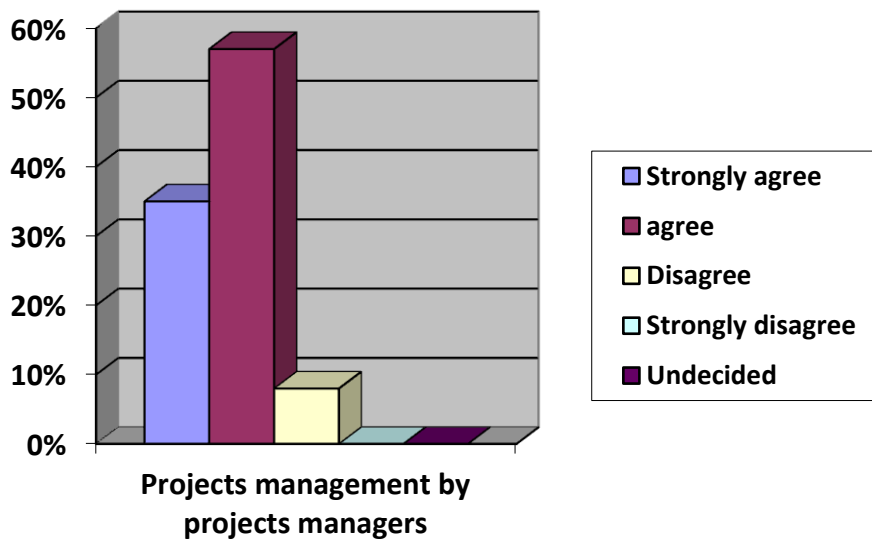 60%
50%
40%
30%
20%
10%
0%
Projects management by
projects managers
Strongly agree
agree
Disagree
Strongly disagree
Undecided